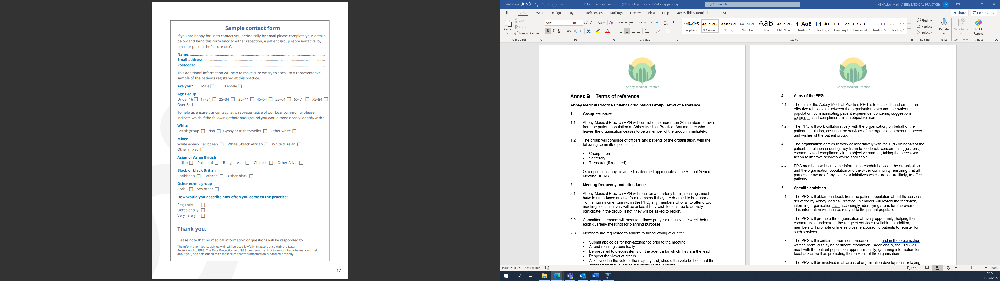 Sample contact form
If you are happy for us to contact you periodically by email please complete your details
below and hand this form back to either reception, a patient group representative, by
email or post in the ‘secure box’.
Name: ........................................................................
Email address: ........................................................................
Postcode: ........................................................................
This additional information will help to make sure we try to speak to a representative
sample of the patients registered at this practice.
Are you? Male Female
Age Group
Under 16 17–24 25–34 35–44 45–54 55–64 65–74 75–84
Over 84
To help us ensure our contact list is representative of our local community please
indicate which if the following ethnic background you would most closely identify with?
White
British group Irish Gypsy or Irish traveller Other white
Mixed
White &black Caribbean White &black African White & Asian
Other mixed
Asian or Asian British
Indian Pakistani Bangladeshi Chinese Other Asian
Black or black British
Caribbean African Other black
Other ethnic group
Arab Any other
How would you describe how often you come to the practice?
Regularly
Occasionally
Very rarely
Thank you.
Please note that no medical information or questions will be responded to.
The information you supply us with will be used lawfully, in accordance with the Data
Protection Act 1988. The Data Protection Act 1988 gives you the right to know what information is held
about you, and sets out rules to make sure that this information is handled properly.
17
AutoSave Off Patient Participation Group (PPG) policy - Saved to \\Fsccg-pr1\ccg gp Search HENALLA, Mark (ABBEY MEDICAL PRACTICE) HM
File Home Insert Design Layout References Mailings Review View Help Accessibility Reminder RCM Share Comments
Paste Cut Copy Format Painter
Arial 18 A A Aa
B I U ab x₂ x² A A
AaBbCcL AaBbCcDc AaBbCcl AaBbCcC AaB AaBbCcDc 1 AaE 1.1 AA 1.1.1 Aa 1.1.1.1 1.1.1.1.1 1.1.1.1.1.
Emphasis ¶ Normal Strong Subtitle Title ¶ No Spac... Heading 1 Heading 2 Heading 3 Heading 4 Heading 5 Heading 6
Find Replace Select
Dictate Sensitivity Build Report
Clipboard Font Paragraph Styles Editing Voice Sensitivity InPhase
Abbey Medical Practice
Annex B – Terms of reference
Abbey Medical Practice Patient Participation Group Terms of Reference
1. Group structure
1.1 Abbey Medical Practice PPG will consist of no more than 20 members, drawn
from the patient population at Abbey Medical Practice. Any member who
leaves the organisation ceases to be a member of the group immediately.
1.2 The group will comprise of officers and patients of the organisation, with the
following committee positions:
• Chairperson
• Secretary
• Treasurer (if required)
Other positions may be added as deemed appropriate at the Annual General
Meeting (AGM).
2. Meeting frequency and attendance
2.1 Abbey Medical Practice PPG will meet on a quarterly basis; meetings must
have in attendance at least four members if they are deemed to be quorate.
To maintain momentum within the PPG, any members who fail to attend two
meetings consecutively will be asked if they wish to continue to actively
participate in the group. If not, they will be asked to resign.
2.2 Committee members will meet four times per year (usually one week before
each quarterly meeting) for planning purposes.
2.3 Members are requested to adhere to the following etiquette:
• Submit apologies for non-attendance prior to the meeting
• Attend meetings punctually
• Be prepared to discuss items on the agenda for which they are the lead
• Respect the views of others
• Acknowledge the vote of the majority and, should the vote be tied, that the
Abbey Medical Practice
4. Aims of the PPG
4.1 The aim of the Abbey Medical Practice PPG is to establish and embed an
effective relationship between the organisation team and the patient
population, communicating patient experience, concerns, suggestions,
comments and compliments in an objective manner.
4.2 The PPG will work collaboratively with the organisation, on behalf of the
patient population, ensuring the services of the organisation meet the needs
and wishes of the patient group.
4.3 The organisation agrees to work collaboratively with the PPG on behalf of the
patient population ensuring they listen to feedback, concerns, suggestions,
comments and compliments in an objective manner, taking the necessary
action to improve services where applicable.
4.4 PPG members will act as the information conduit between the organisation
and the organisation population and the wider community, ensuring that all
parties are aware of any issues or initiatives which are, or are likely, to affect
patients.
5. Specific activities
5.1 The PPG will obtain feedback from the patient population about the services
delivered by Abbey Medical Practice. Members will review the feedback,
informing organisation staff accordingly, identifying areas for improvement.
This information will then be relayed to the patient population.
5.2 The PPG will promote the organisation at every opportunity, helping the
community to understand the range of services available. In addition,
members will promote online services, encouraging patients to register for
such services.
5.3 The PPG will maintain a prominent presence online and in the organisation
waiting room, displaying pertinent information. Additionally, the PPG will
meet with the patient population opportunistically, gathering information for
feedback as well as promoting the services of the organisation.
5.4 The PPG will be involved in all areas of organisation development, relaying
Page 13 of 15 3334 words Focus 100%
15:55
13/06/2022